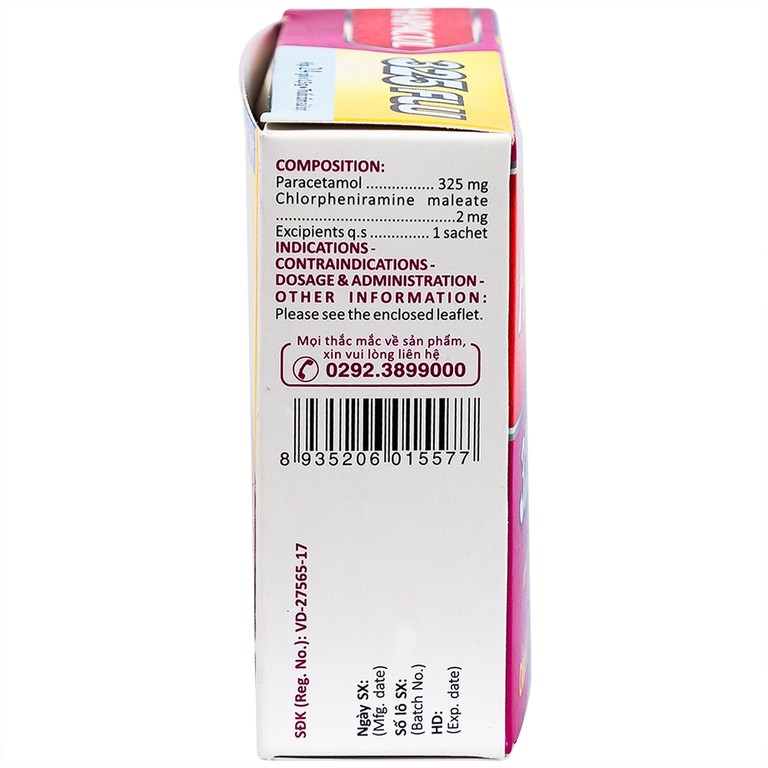 325 FLU
COMPOSITION:
Paracetamol ................ 325 mg
Chlorpheniramine maleate
..........................................2 mg
Excipients q.s .............. 1 sachet
INDICATIONS -
CONTRAINDICATIONS -
DOSAGE & ADMINISTRATION -
OTHER INFORMATION:
Please see the enclosed leaflet.
Mọi thắc mắc về sản phẩm,
xin vui lòng liên hệ
0292.3899000
8 935206 015577
SĐK (Reg. No.): VD-27565-17
Ngày SX:
(Mfg. date)
Số lô SX:
(Batch No.)
HD:
(Exp. date)